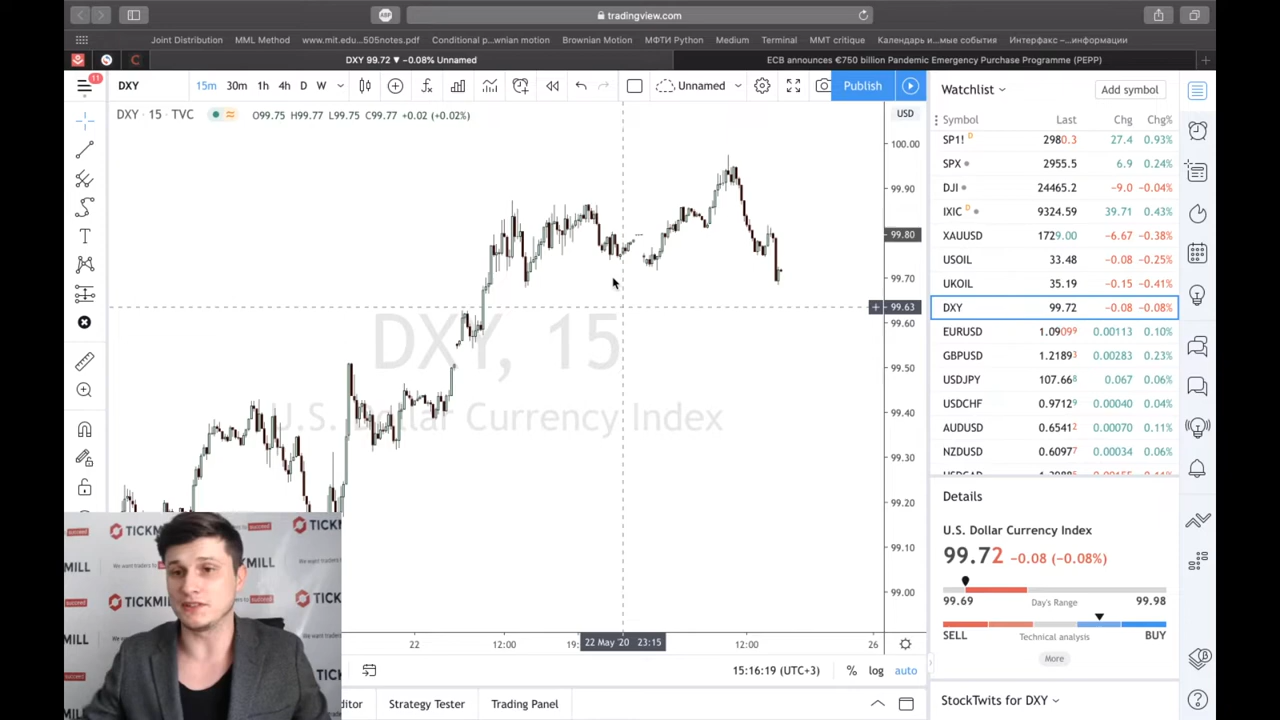 tradingview.com
Joint Distribution MML Method www.mit.edu...505notes.pdf Conditional p...wnian motion Brownian Motion МФТИ Python Medium Terminal MMT critique Календарь и...мые события Интерфакс –...информации
DXY 99.72 ▼ −0.08% Unnamed
ECB announces €750 billion Pandemic Emergency Purchase Programme (PEPP)
11
DXY 15m 30m 1h 4h D W Unnamed Publish
DXY · 15 · TVC O99.75 H99.77 L99.75 C99.77 +0.02 (+0.02%)
USD
100.00
99.90
99.80
99.70
99.63
99.60
99.50
99.40
99.30
99.20
99.10
99.00
DXY, 15
U.S. Dollar Currency Index
22 12:00 19: 22 May '20 23:15 12:00 26
15:16:19 (UTC+3) % log auto
itor Strategy Tester Trading Panel
Watchlist Add symbol
Symbol Last Chg Chg%
SP1! D 2980.3 27.4 0.93%
SPX 2955.5 6.9 0.24%
DJI 24465.2 −9.0 −0.04%
IXIC D 9324.59 39.71 0.43%
XAUUSD 1729.00 −6.67 −0.38%
USOIL 33.48 −0.08 −0.25%
UKOIL 35.19 −0.15 −0.41%
DXY 99.72 −0.08 −0.08%
EURUSD 1.09099 0.00113 0.10%
GBPUSD 1.21893 0.00283 0.23%
USDJPY 107.668 0.067 0.06%
USDCHF 0.97129 0.00040 0.04%
AUDUSD 0.65412 0.00070 0.11%
NZDUSD 0.60977 0.00034 0.06%
Details
U.S. Dollar Currency Index
99.72 −0.08 (−0.08%)
99.69 Day's Range 99.98
SELL Technical analysis BUY
More
StockTwits for DXY
TICKMILL
We want traders to succeed